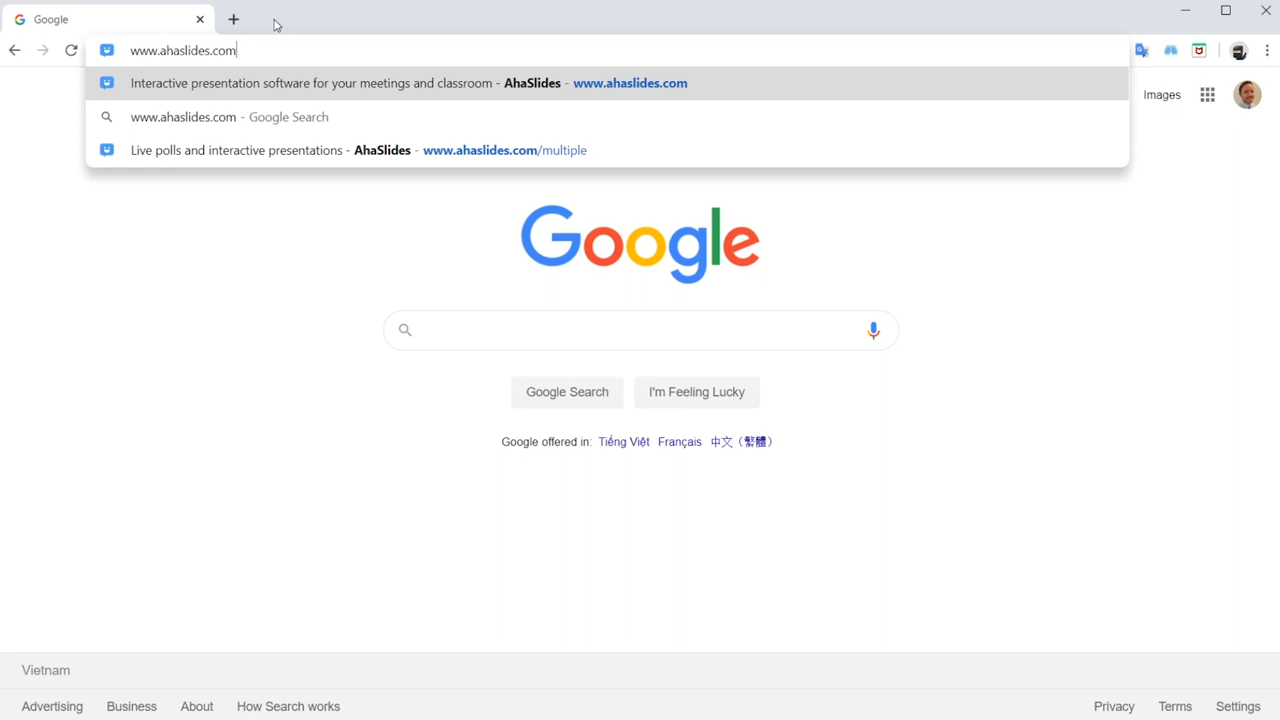 Google
www.ahaslides.com
Interactive presentation software for your meetings and classroom - AhaSlides - www.ahaslides.com
www.ahaslides.com - Google Search
Live polls and interactive presentations - AhaSlides - www.ahaslides.com/multiple
Images
Google
Google Search
I'm Feeling Lucky
Google offered in: Tiếng Việt Français 中文（繁體）
Vietnam
Advertising Business About How Search works Privacy Terms Settings